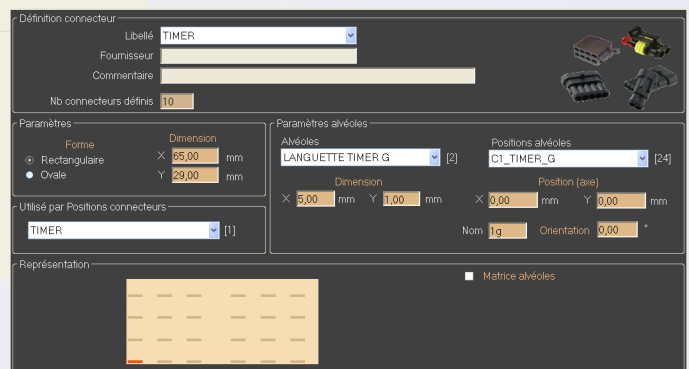 Définition connecteur
Libellé TIMER
Fournisseur
Commentaire
Nb connecteurs définis 10
Paramètres
Forme
Rectangulaire
Ovale
Dimension
X 65,00 mm
Y 29,00 mm
Utilisé par Positions connecteurs
TIMER [1]
Paramètres alvéoles
Alvéoles
LANGUETTE TIMER G [2]
Positions alvéoles
C1_TIMER_G [24]
Dimension
X 5,00 mm Y 1,00 mm
Position (axe)
X 0,00 mm Y 0,00 mm
Nom 1g Orientation 0,00 °
Représentation
Matrice alvéoles